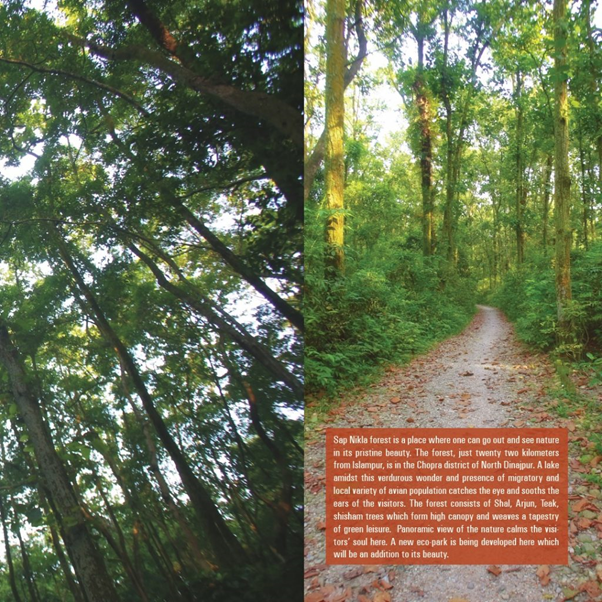 Sap Nikla forest is a place where one can go out and see nature
in its pristine beauty. The forest, just twenty two kilometers
from Islampur, is in the Chopra district of North Dinajpur. A lake
amidst this verdurous wonder and presence of migratory and
local variety of avian population catches the eye and sooths the
ears of the visitors. The forest consists of Shal, Arjun, Teak,
shisham trees which form high canopy and weaves a tapestry
of green leisure. Panoramic view of the nature calms the visi-
tors' soul here. A new eco-park is being developed here which
will be an addition to its beauty.